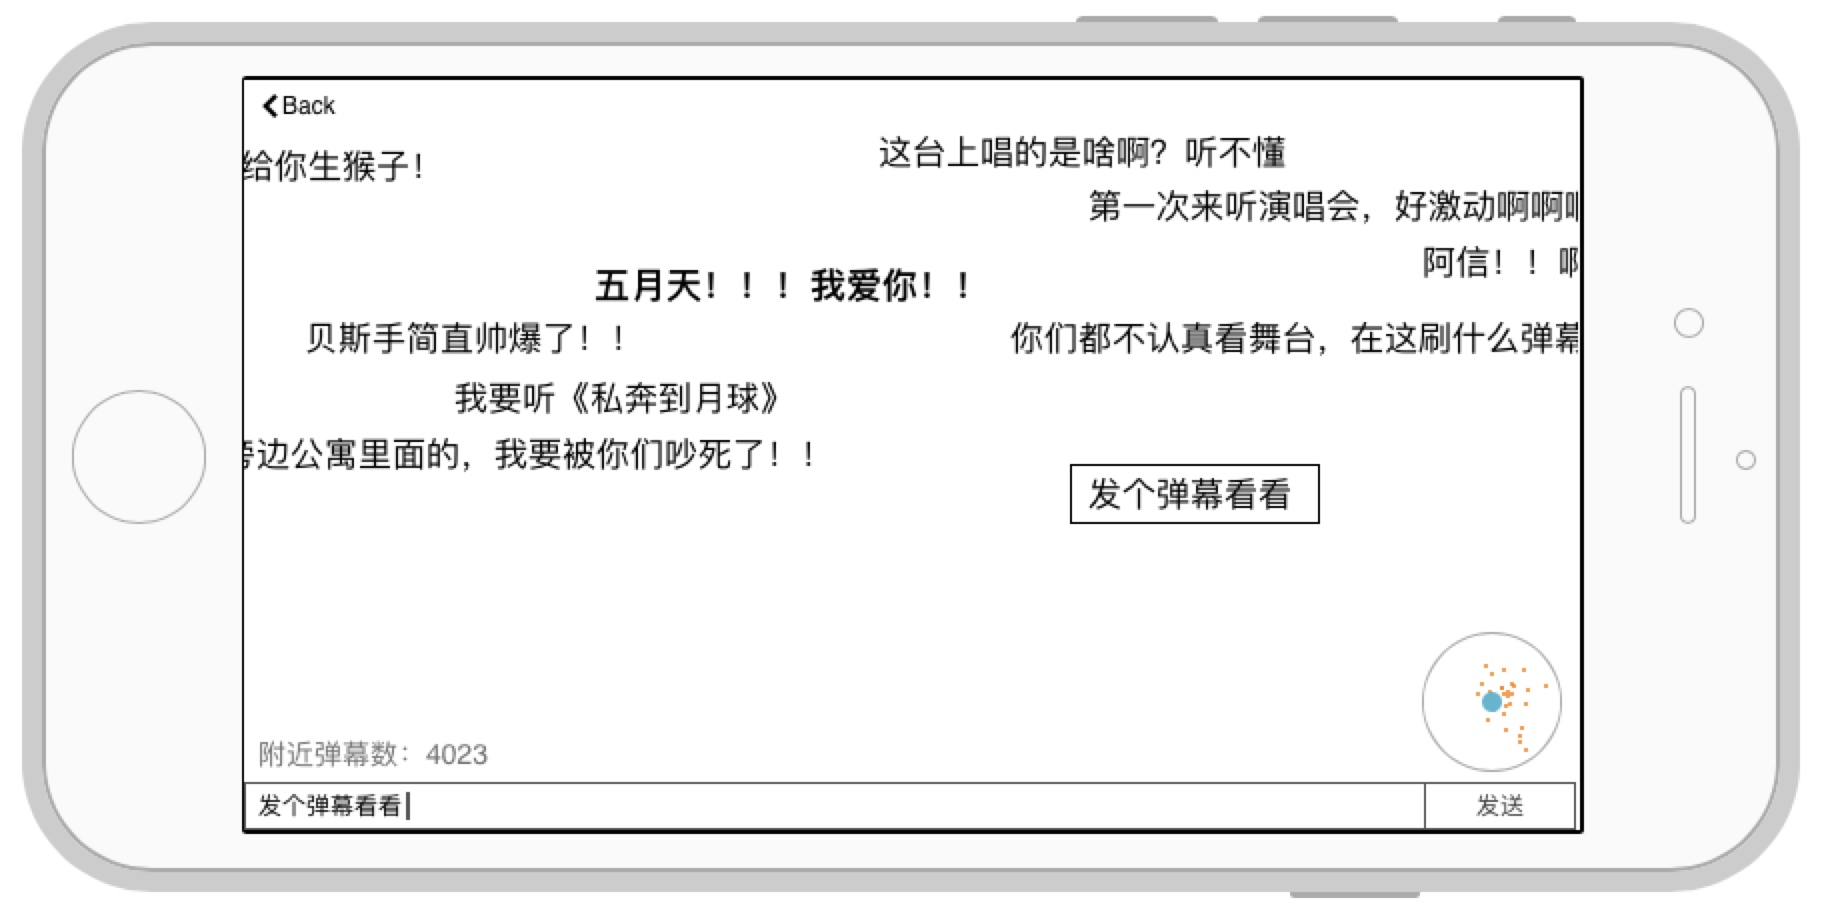 Back
这台上唱的是啥啊？听不懂
给你生猴子！
第一次来听演唱会，好激动啊啊
阿信！！
五月天！！！我爱你！！
贝斯手简直帅爆了！！
你们都不认真看舞台，在这刷什么弹幕
我要听《私奔到月球》
旁边公寓里面的，我要被你们吵死了！！
发个弹幕看看
附近弹幕数：4023
发个弹幕看看
发送